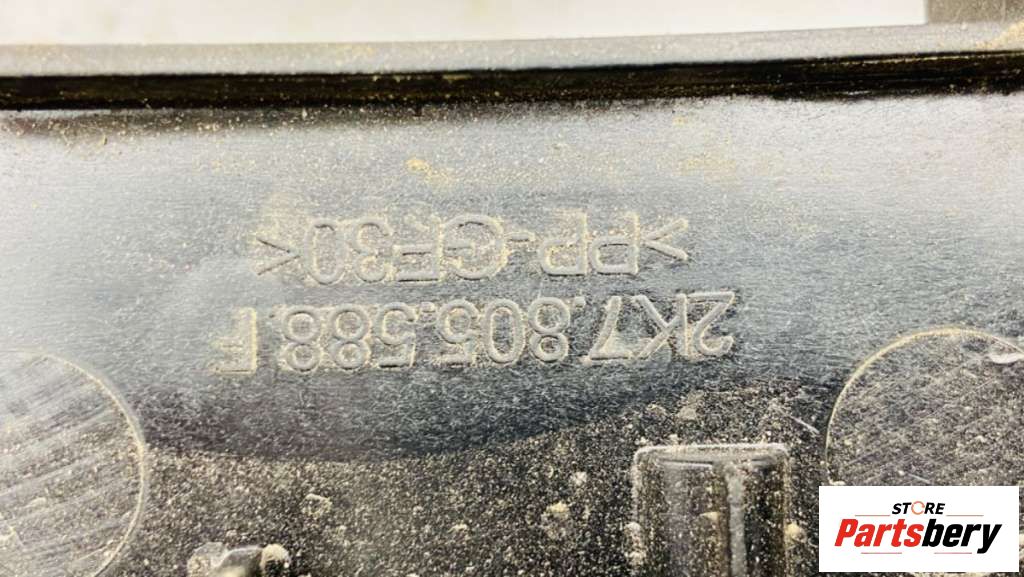 2K7.805.588.F
>PP-GF30<
STORE
Partsbery